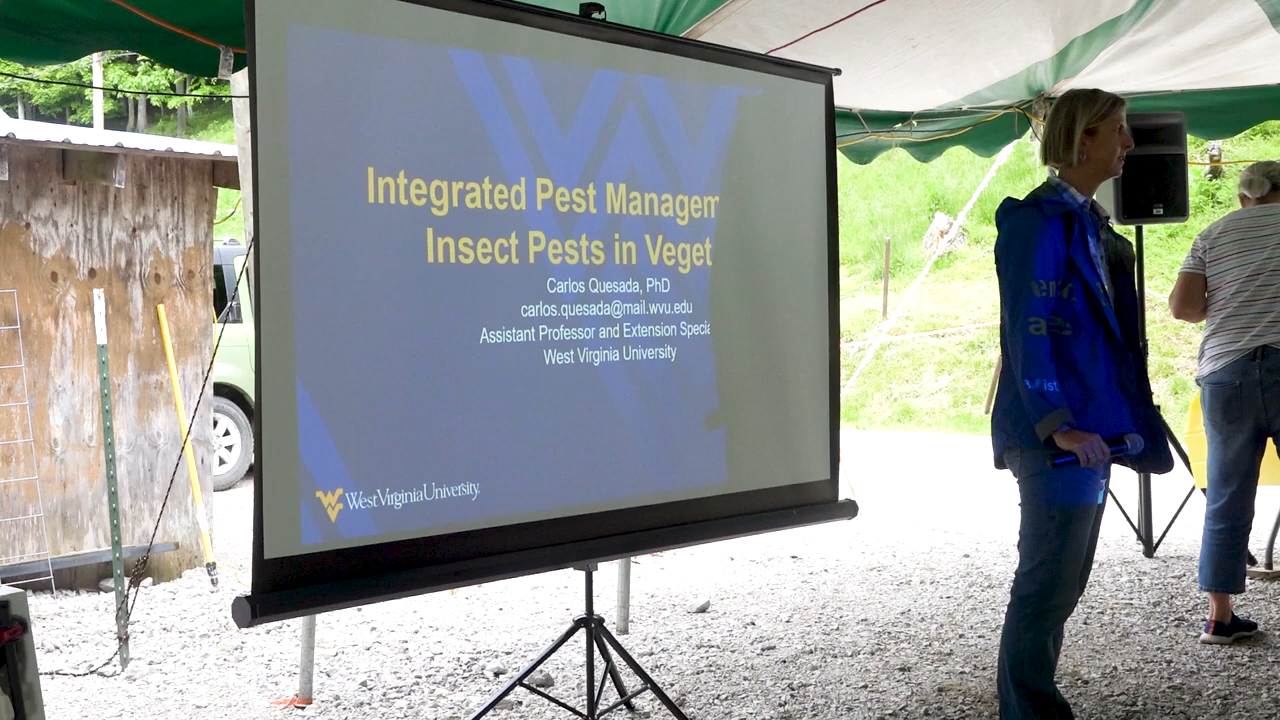 Integrated Pest Managem
Insect Pests in Veget
Carlos Quesada, PhD
carlos.quesada@mail.wvu.edu
Assistant Professor and Extension Specia
West Virginia University
West Virginia University.